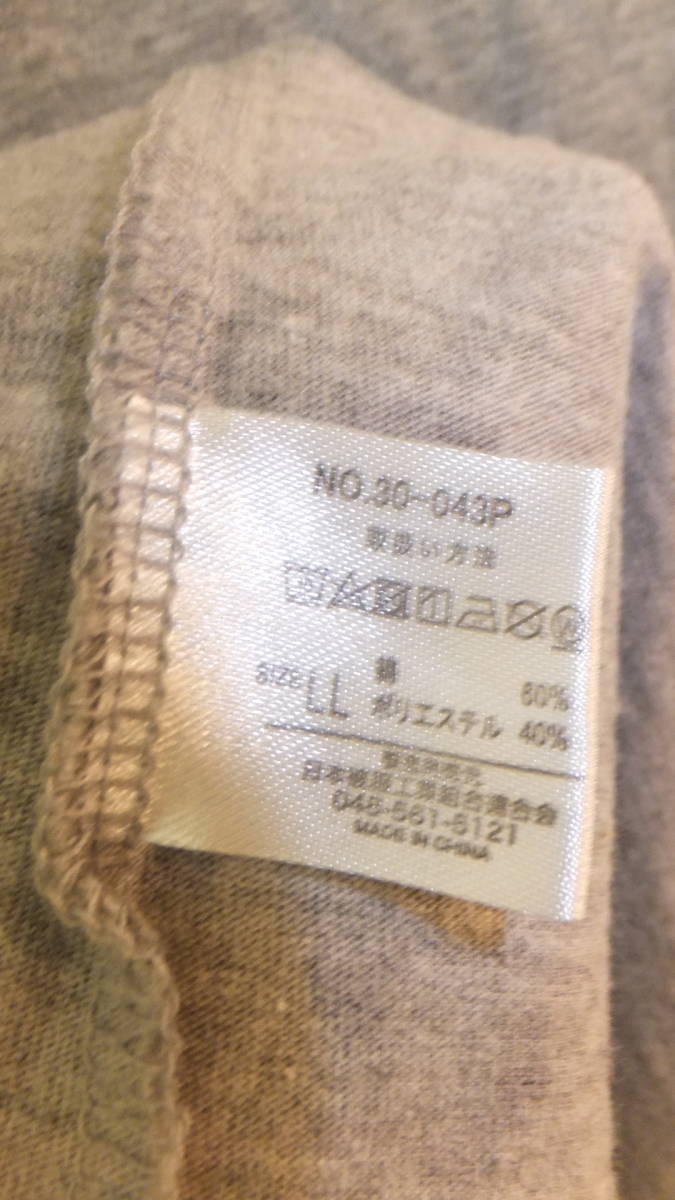 NO.30-043P
取扱い方法
SIZE LL
綿 60%
ポリエステル 40%
日本被服工業組合連合会
046-661-6121
MADE IN CHINA